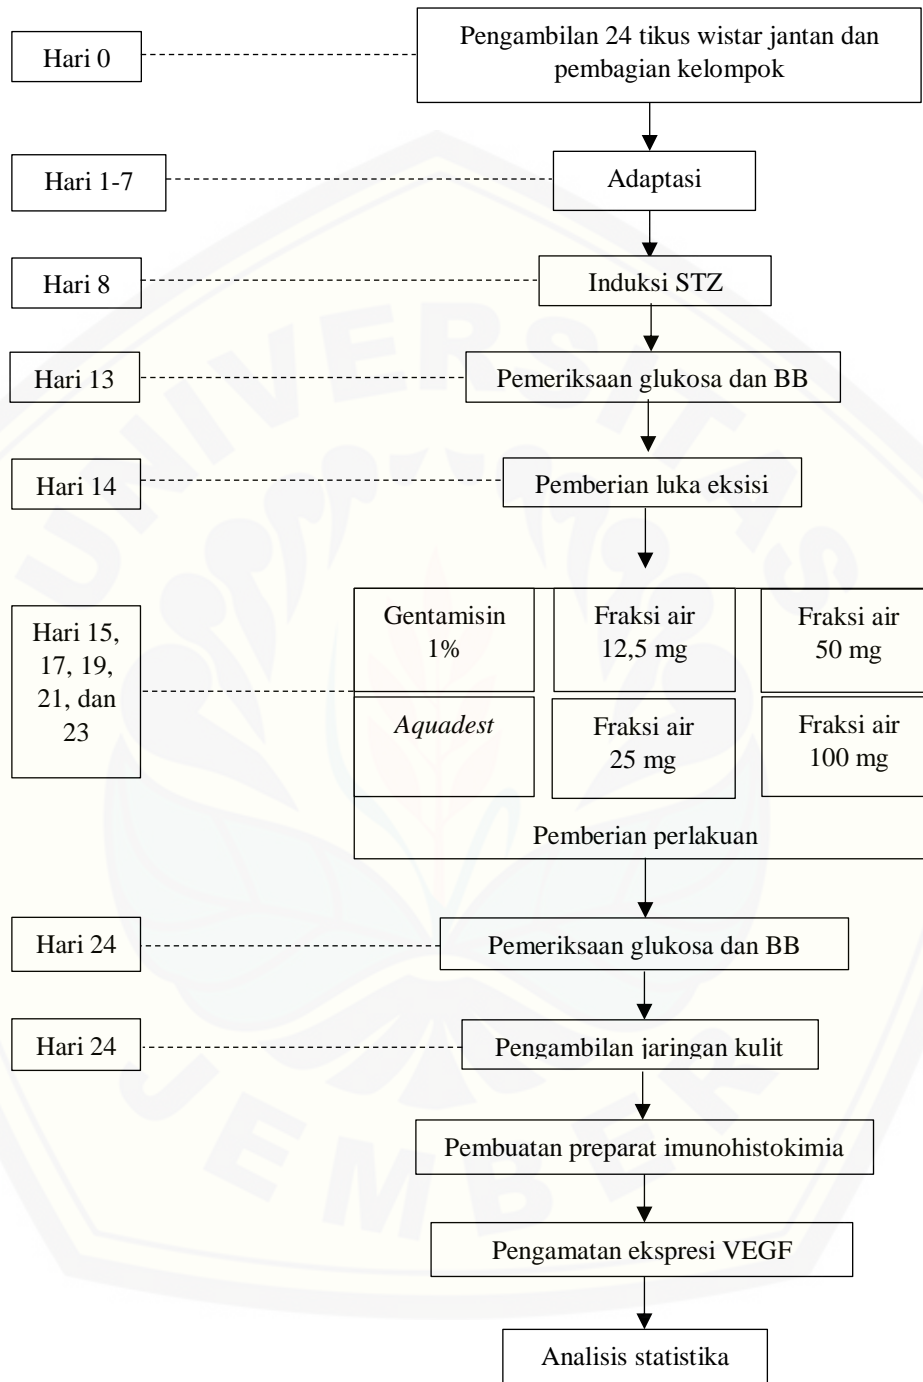 Hari 0
Pengambilan 24 tikus wistar jantan dan
pembagian kelompok
Hari 1-7
Adaptasi
Hari 8
Induksi STZ
Hari 13
Pemeriksaan glukosa dan BB
Hari 14
Pemberian luka eksisi
Hari 15,
17, 19,
21, dan
23
Gentamisin
1%
Fraksi air
12,5 mg
Fraksi air
50 mg
Aquadest
Fraksi air
25 mg
Fraksi air
100 mg
Pemberian perlakuan
Hari 24
Pemeriksaan glukosa dan BB
Hari 24
Pengambilan jaringan kulit
Pembuatan preparat imunohistokimia
Pengamatan ekspresi VEGF
Analisis statistika
UNIVERSITAS
JEMBER